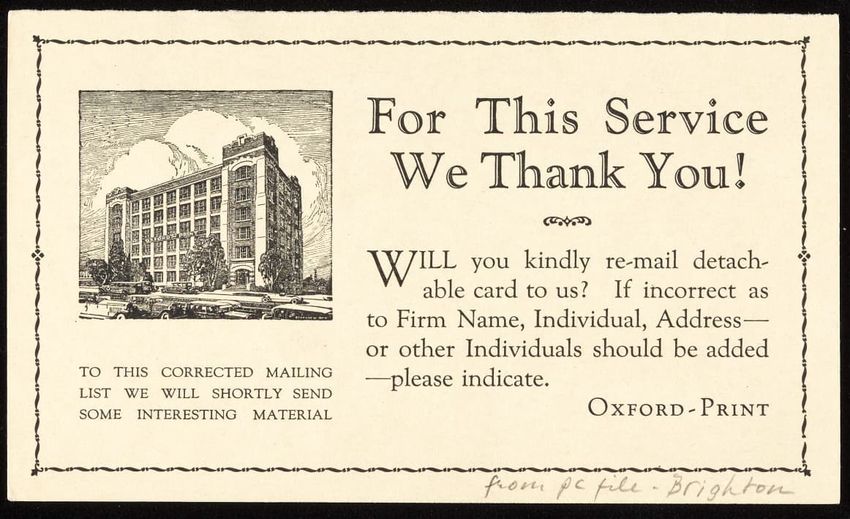 For This Service
We Thank You!
WILL you kindly re-mail detach-
able card to us? If incorrect as
to Firm Name, Individual, Address—
or other Individuals should be added
—please indicate.
OXFORD-PRINT
TO THIS CORRECTED MAILING
LIST WE WILL SHORTLY SEND
SOME INTERESTING MATERIAL
from pc file - Brighton